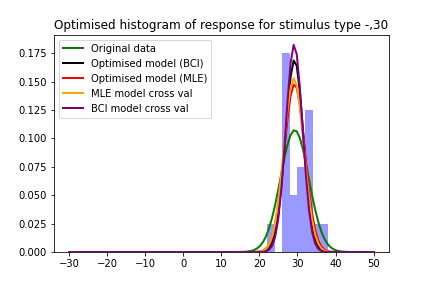 Optimised histogram of response for stimulus type -,30
0.175
0.150
0.125
0.100
0.075
0.050
0.025
0.000
Original data
Optimised model (BCI)
Optimised model (MLE)
MLE model cross val
BCI model cross val
−30 −20 −10 0 10 20 30 40 50